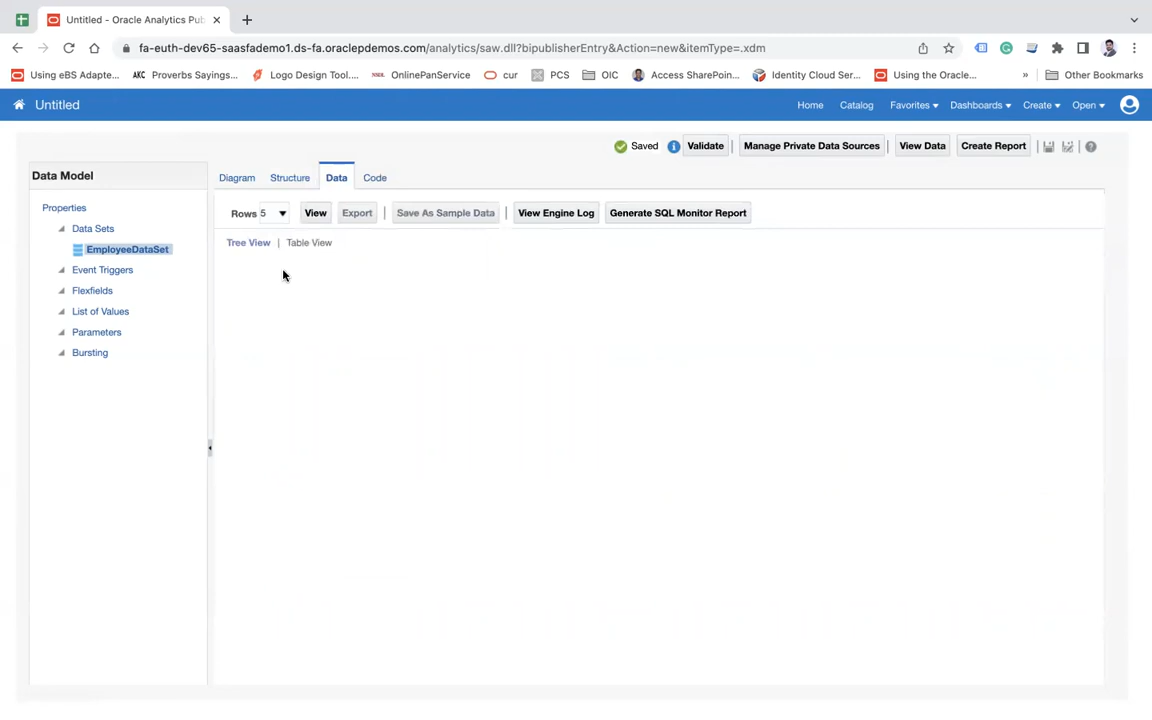 Untitled - Oracle Analytics Pub
fa-euth-dev65-saasfademo1.ds-fa.oraclepdemos.com/analytics/saw.dll?bipublisherEntry&Action=new&itemType=.xdm
Using eBS Adapte... AKC Proverbs Sayings... Logo Design Tool.... OnlinePanService cur PCS OIC Access SharePoin... Identity Cloud Ser... Using the Oracle... » Other Bookmarks
Untitled Home Catalog Favorites Dashboards Create Open
Saved Validate | Manage Private Data Sources | View Data Create Report
Data Model
Diagram Structure Data Code
Properties
Data Sets
EmployeeDataSet
Event Triggers
Flexfields
List of Values
Parameters
Bursting
Rows 5 View Export | Save As Sample Data | View Engine Log Generate SQL Monitor Report
Tree View | Table View